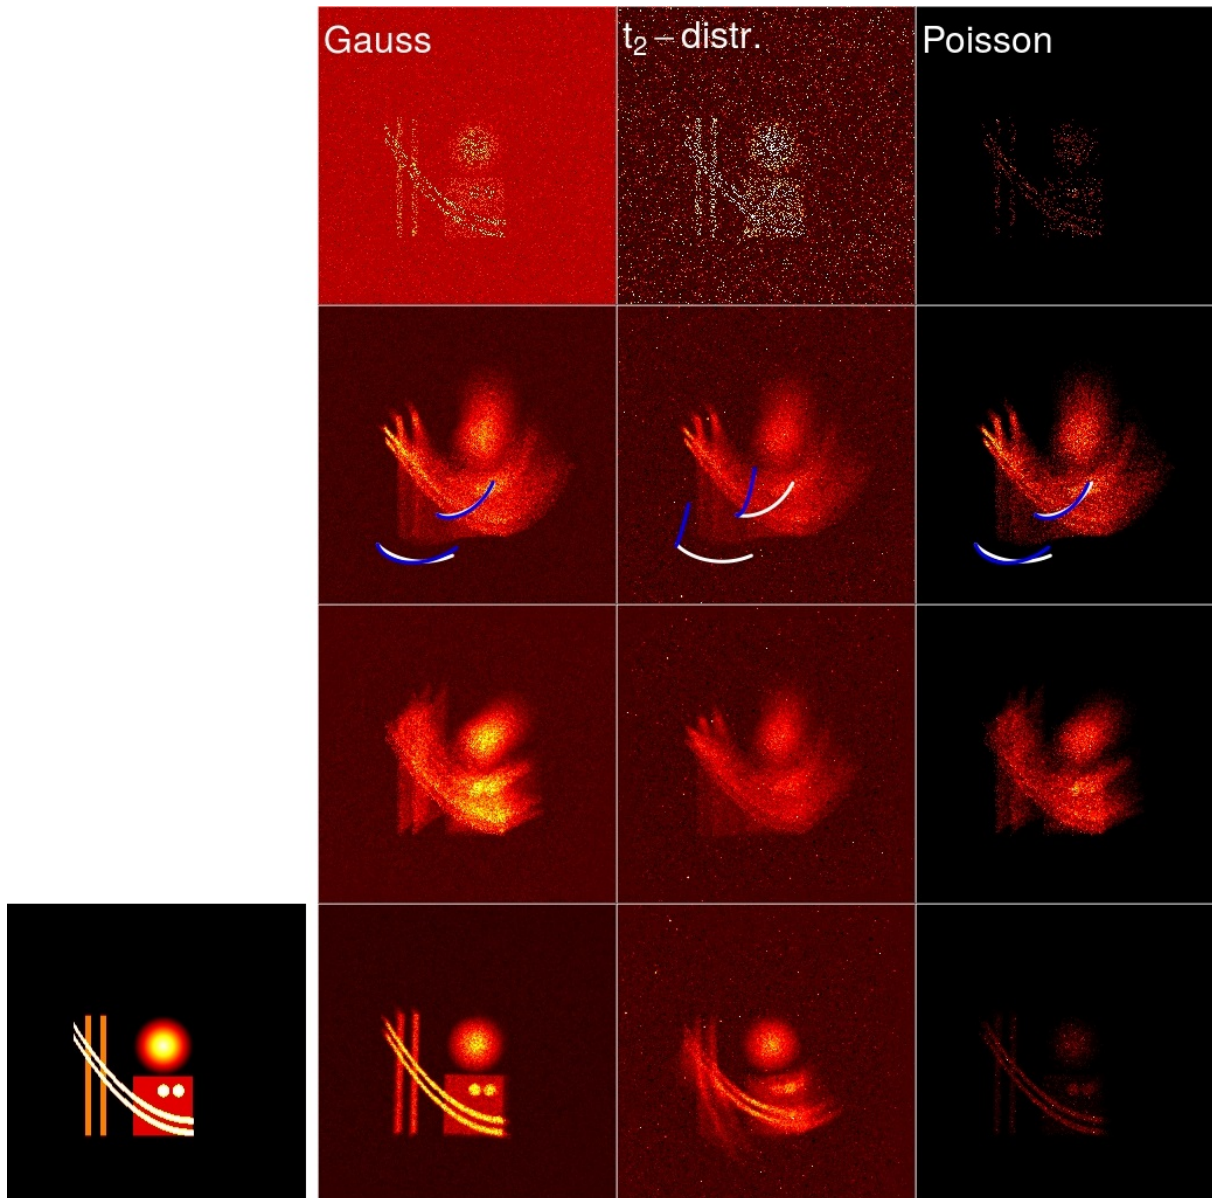 Gauss
t₂ – distr.
Poisson